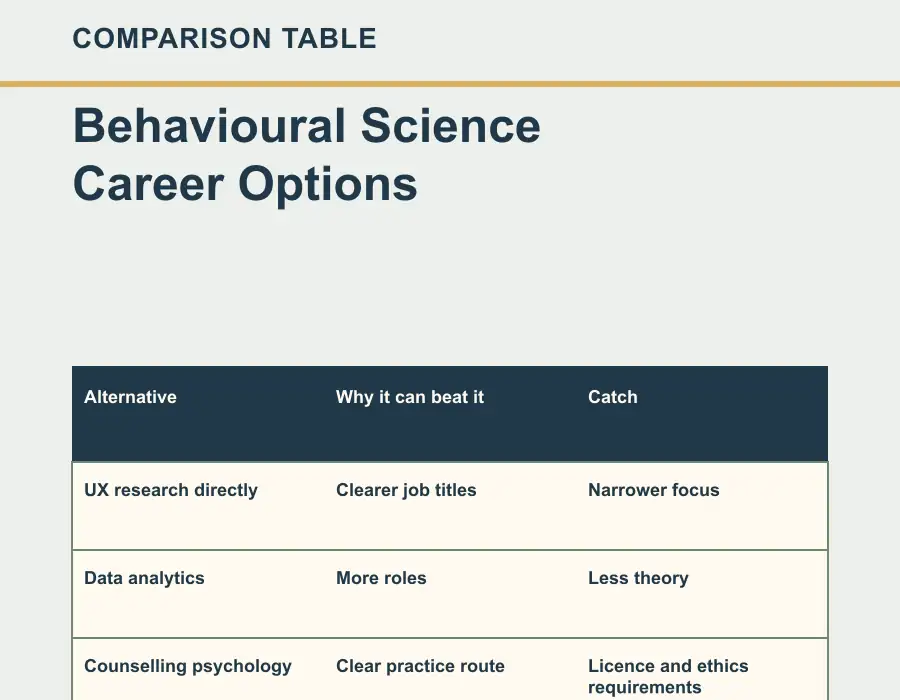 COMPARISON TABLE
Behavioural Science
Career Options
Alternative Why it can beat it Catch
UX research directly Clearer job titles Narrower focus
Data analytics More roles Less theory
Counselling psychology Clear practice route Licence and ethics
requirements